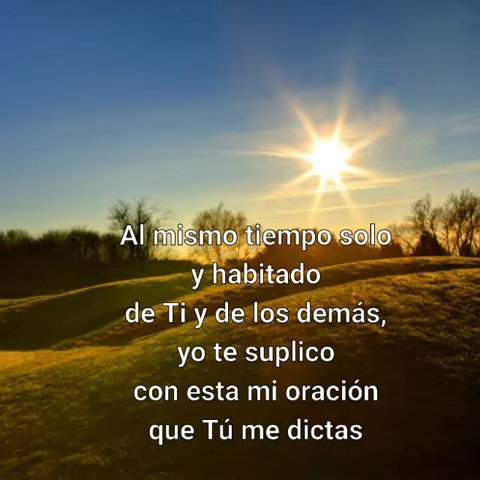 Al mismo tiempo solo
y habitado
de Ti y de los demás,
yo te suplico
con esta mi oración
que Tú me dictas